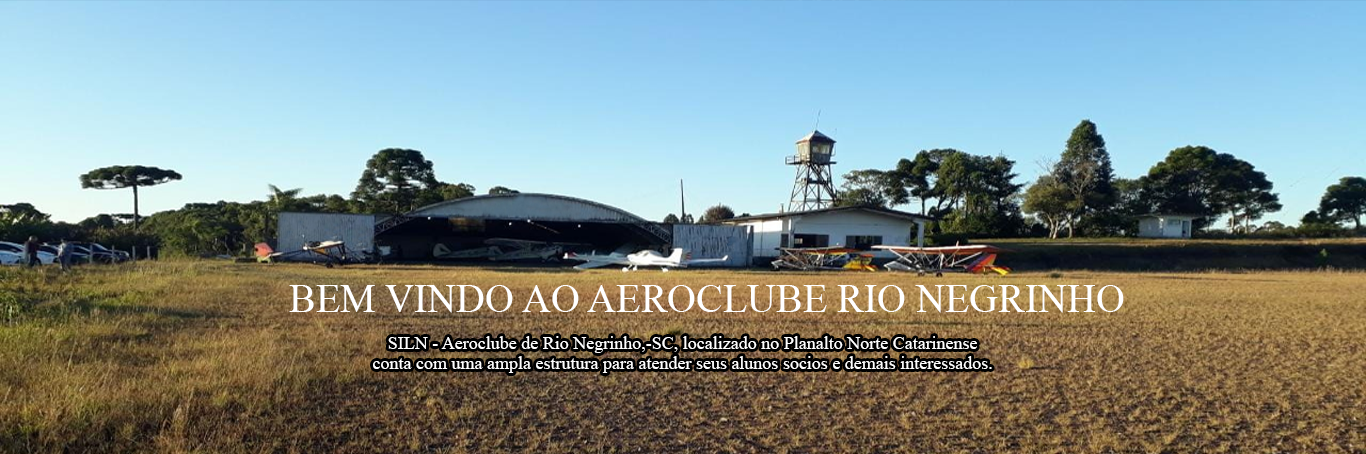 BEM VINDO AO AEROCLUBE RIO NEGRINHO
SILN - Aeroclube de Rio Negrinho,-SC, localizado no Planalto Norte Catarinense
conta com uma ampla estrutura para atender seus alunos socios e demais interessados.